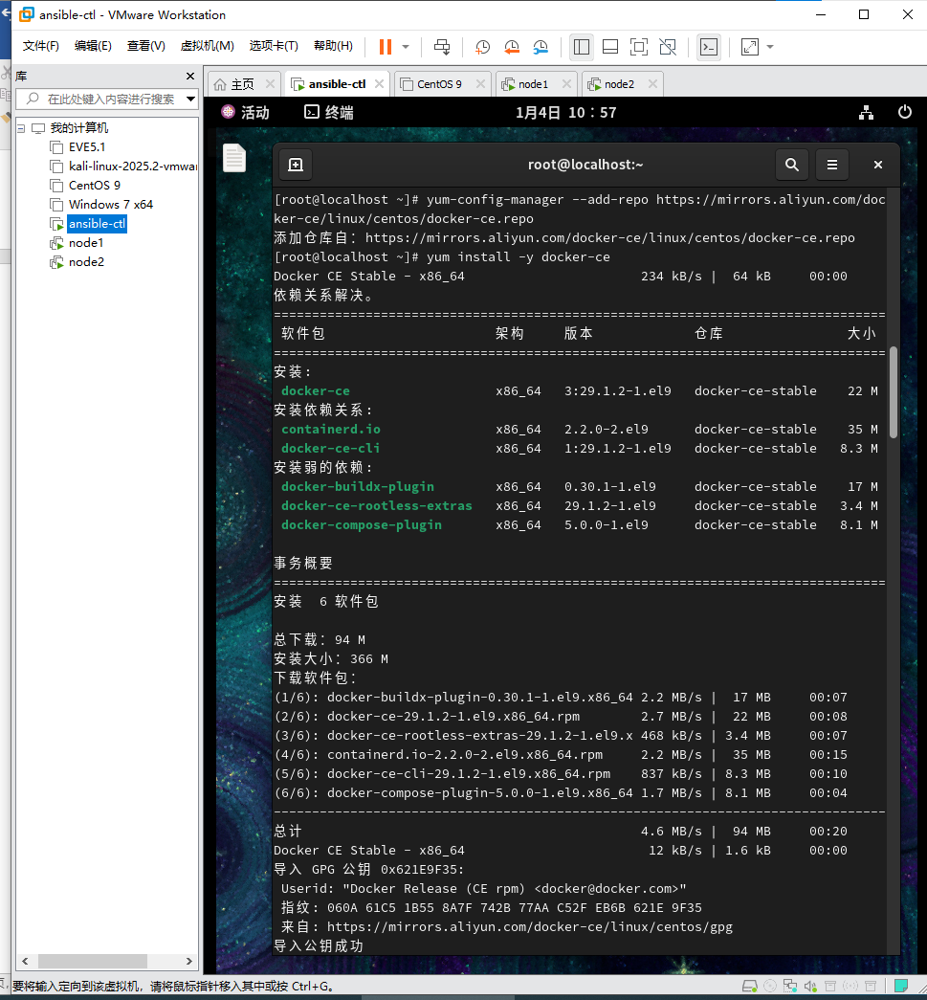 ansible-ctl - VMware Workstation
文件(F) 编辑(E) 查看(V) 虚拟机(M) 选项卡(T) 帮助(H)
库
在此处键入内容进行搜索
我的计算机
EVE5.1
kali-linux-2025.2-vmwar
CentOS 9
Windows 7 x64
ansible-ctl
node1
node2
主页 ansible-ctl CentOS 9 node1 node2
活动 终端 1月4日 10：57
root@localhost:~
[root@localhost ~]# yum-config-manager --add-repo https://mirrors.aliyun.com/doc
ker-ce/linux/centos/docker-ce.repo
添加仓库自：https://mirrors.aliyun.com/docker-ce/linux/centos/docker-ce.repo
[root@localhost ~]# yum install -y docker-ce
Docker CE Stable - x86_64 234 kB/s | 64 kB 00:00
依赖关系解决。
================================================================================
软件包 架构 版本 仓库 大小
================================================================================
安装:
docker-ce x86_64 3:29.1.2-1.el9 docker-ce-stable 22 M
安装依赖关系:
containerd.io x86_64 2.2.0-2.el9 docker-ce-stable 35 M
docker-ce-cli x86_64 1:29.1.2-1.el9 docker-ce-stable 8.3 M
安装弱的依赖:
docker-buildx-plugin x86_64 0.30.1-1.el9 docker-ce-stable 17 M
docker-ce-rootless-extras x86_64 29.1.2-1.el9 docker-ce-stable 3.4 M
docker-compose-plugin x86_64 5.0.0-1.el9 docker-ce-stable 8.1 M
事务概要
================================================================================
安装 6 软件包
总下载：94 M
安装大小：366 M
下载软件包：
(1/6): docker-buildx-plugin-0.30.1-1.el9.x86_64 2.2 MB/s | 17 MB 00:07
(2/6): docker-ce-29.1.2-1.el9.x86_64.rpm 2.7 MB/s | 22 MB 00:08
(3/6): docker-ce-rootless-extras-29.1.2-1.el9.x 468 kB/s | 3.4 MB 00:07
(4/6): containerd.io-2.2.0-2.el9.x86_64.rpm 2.2 MB/s | 35 MB 00:15
(5/6): docker-ce-cli-29.1.2-1.el9.x86_64.rpm 837 kB/s | 8.3 MB 00:10
(6/6): docker-compose-plugin-5.0.0-1.el9.x86_64 1.7 MB/s | 8.1 MB 00:04
--------------------------------------------------------------------------------
总计 4.6 MB/s | 94 MB 00:20
Docker CE Stable - x86_64 12 kB/s | 1.6 kB 00:00
导入 GPG 公钥 0x621E9F35:
Userid: "Docker Release (CE rpm) <docker@docker.com>"
指纹: 060A 61C5 1B55 8A7F 742B 77AA C52F EB6B 621E 9F35
来自: https://mirrors.aliyun.com/docker-ce/linux/centos/gpg
导入公钥成功
要将输入定向到该虚拟机，请将鼠标指针移入其中或按 Ctrl+G。